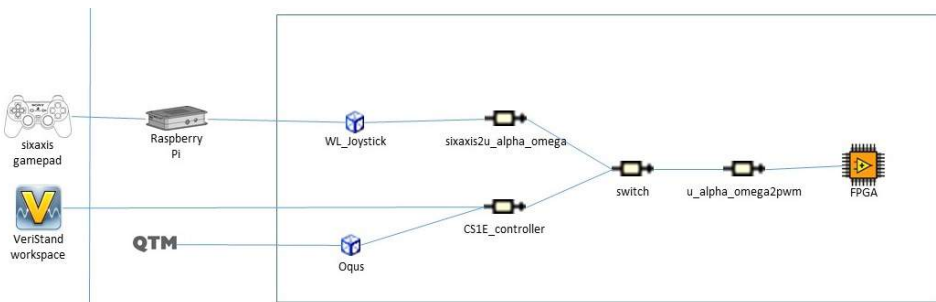 sixaxis
gamepad
Raspberry
Pi
WL_Joystick
sixaxis2u_alpha_omega
switch
u_alpha_omega2pwm
FPGA
VeriStand
workspace
QTM
Oqus
CS1E_controller